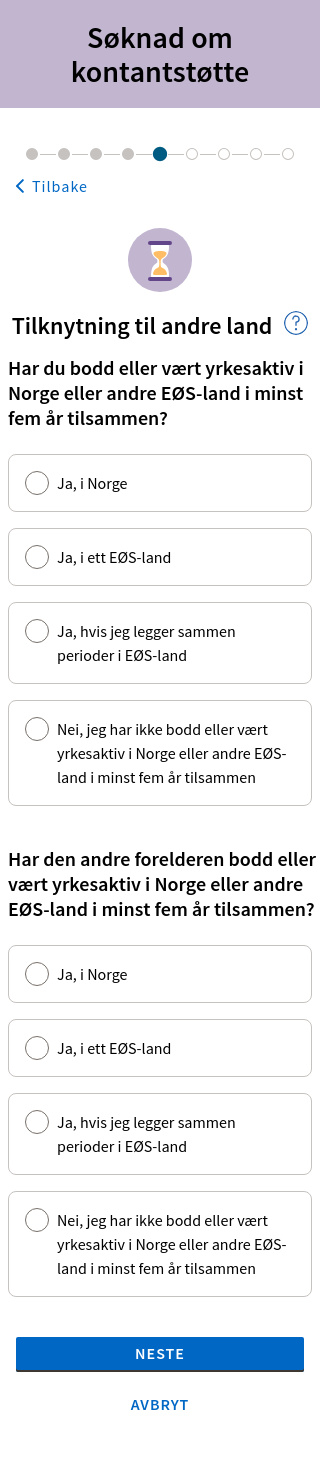 Søknad om
kontantstøtte
Tilbake
Tilknytning til andre land
?
Har du bodd eller vært yrkesaktiv i
Norge eller andre EØS-land i minst
fem år tilsammen?
Ja, i Norge
Ja, i ett EØS-land
Ja, hvis jeg legger sammen
perioder i EØS-land
Nei, jeg har ikke bodd eller vært
yrkesaktiv i Norge eller andre EØS-
land i minst fem år tilsammen
Har den andre forelderen bodd eller
vært yrkesaktiv i Norge eller andre
EØS-land i minst fem år tilsammen?
Ja, i Norge
Ja, i ett EØS-land
Ja, hvis jeg legger sammen
perioder i EØS-land
Nei, jeg har ikke bodd eller vært
yrkesaktiv i Norge eller andre EØS-
land i minst fem år tilsammen
NESTE
AVBRYT